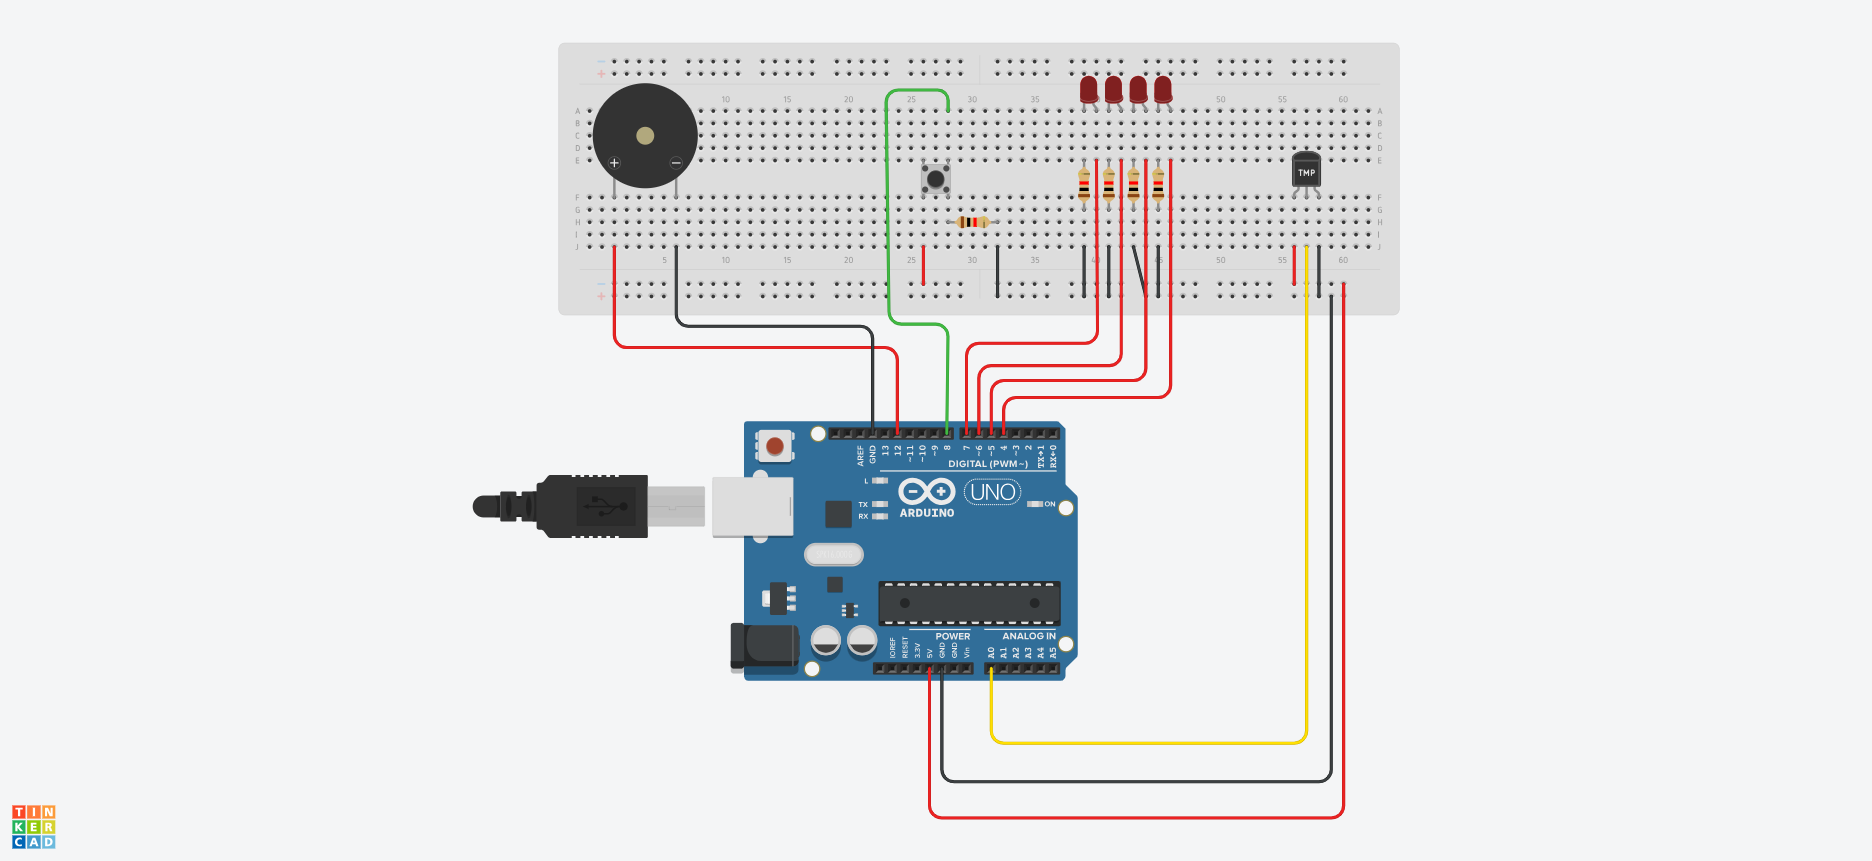 10 15 20 25 30 35 40 50 55 60
A A
B B
C C
D D
E E
TMP
F F
G G
H H
I I
J J
5 10 15 20 25 30 35 40 45 50 55 60
AREF GND 13 12 ~11 ~10 ~9 8 7 ~6 ~5 4 ~3 2 TX→1 RX←0
DIGITAL (PWM~)
L
TX
RX
UNO
ON
ARDUINO
POWER ANALOG IN
IOREF RESET 3.3V 5V GND GND Vin A0 A1 A2 A3 A4 A5
TIN
KER
CAD